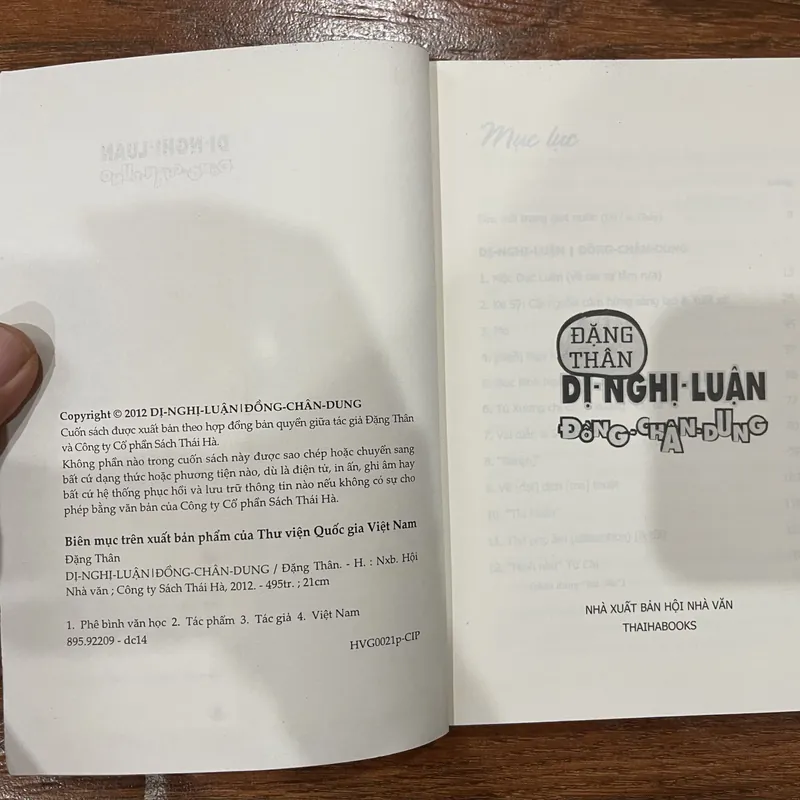 Copyright © 2012 DỊ-NGHỊ-LUẬN|ĐỒNG-CHÂN-DUNG
Cuốn sách được xuất bản theo hợp đồng bản quyền giữa tác giả Đặng Thân
và Công ty Cổ phẩn Sách Thái Hà.
Không phần nào trong cuốn sách này được sao chép hoặc chuyển sang
bất cứ dạng thức hoặc phương tiện nào, dù là điện tử, in ấn, ghi âm hay
bất cứ hệ thống phục hồi và lưu trữ thông tin nào nếu không có sự cho
phép bằng văn bản của Công ty Cổ phẩn Sách Thái Hà.
Biên mục trên xuất bản phẩm của Thư viện Quốc gia Việt Nam
Đặng Thân
DỊ-NGHỊ-LUẬN|ĐỒNG-CHÂN-DUNG / Đặng Thân. - H. : Nxb. Hội
Nhà văn ; Công ty Sách Thái Hà, 2012. - 495tr. ; 21cm
1. Phê bình văn học 2. Tác phẩm 3. Tác giả 4. Việt Nam
895.92209 - dc14
HVG0021p-CIP
Mục lục
DỊ-NGHỊ-LUẬN | ĐỒNG-CHÂN-DUNG
ĐẶNG
THÂN
DỊ-NGHỊ-LUẬN
ĐỒNG-CHÂN-DUNG
NHÀ XUẤT BẢN HỘI NHÀ VĂN
THAIHABOOKS